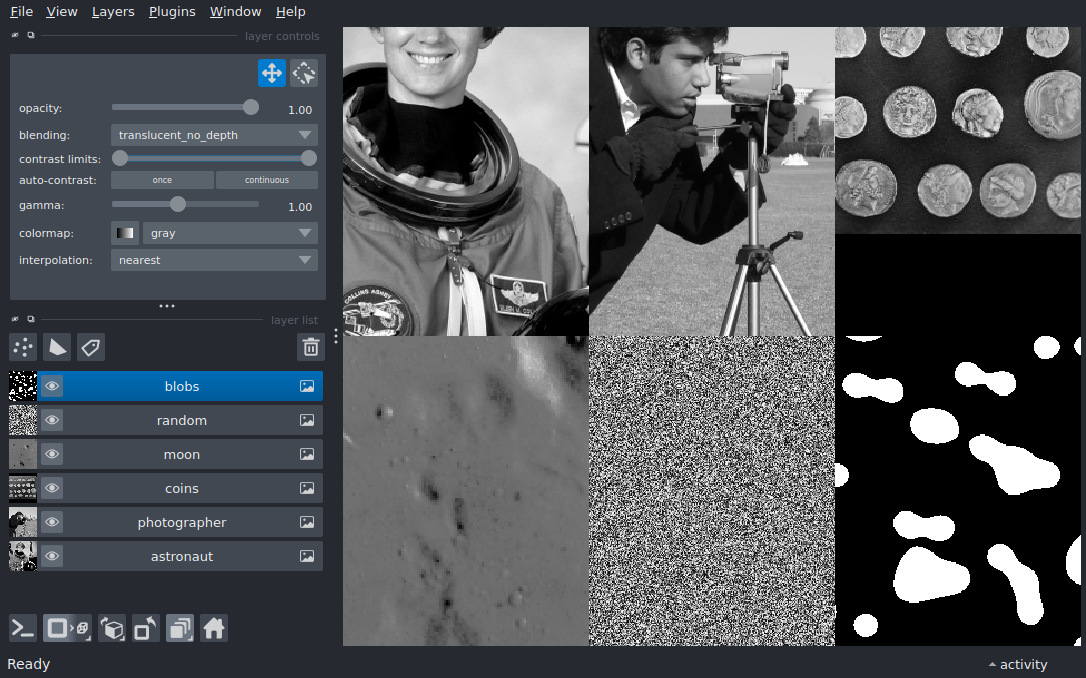 File View Layers Plugins Window Help
layer controls
opacity: 1.00
blending: translucent_no_depth
contrast limits:
auto-contrast: once continuous
gamma: 1.00
colormap: gray
interpolation: nearest
layer list
blobs
random
moon
coins
photographer
astronaut
Ready
activity